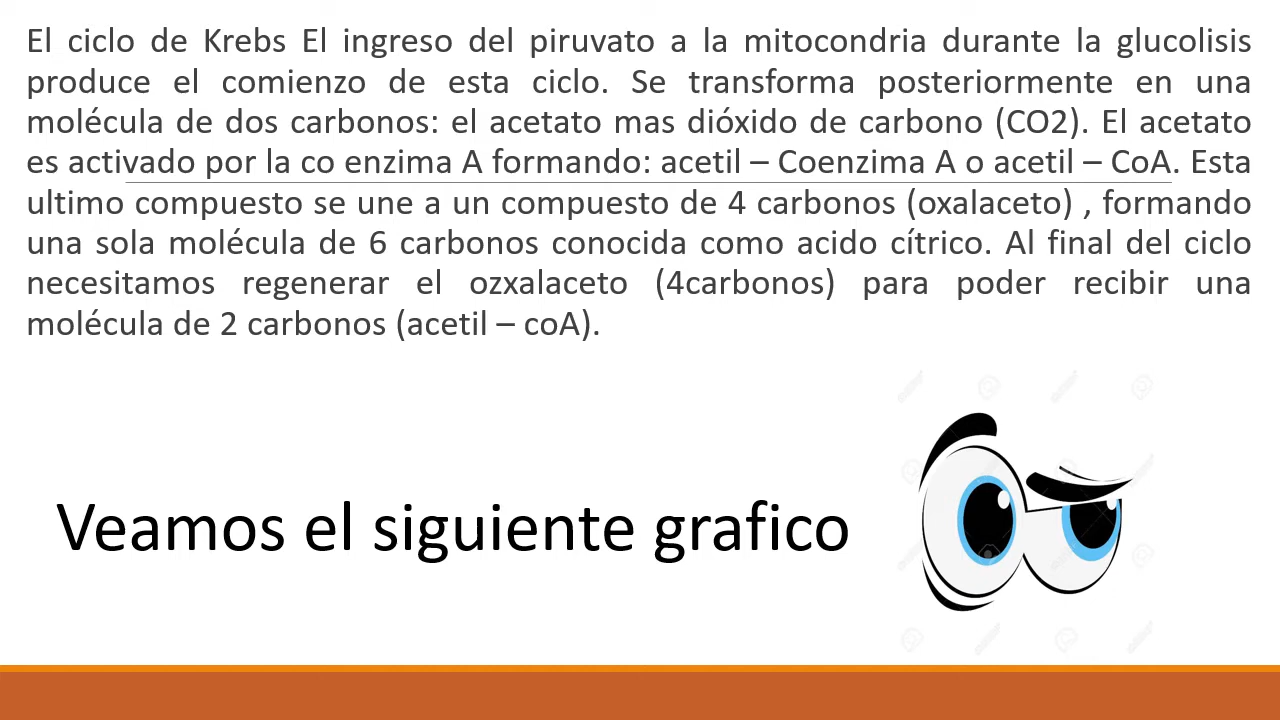 El ciclo de Krebs El ingreso del piruvato a la mitocondria durante la glucolisis
produce el comienzo de esta ciclo. Se transforma posteriormente en una
molécula de dos carbonos: el acetato mas dióxido de carbono (CO2). El acetato
es activado por la co enzima A formando: acetil – Coenzima A o acetil – CoA. Esta
ultimo compuesto se une a un compuesto de 4 carbonos (oxalaceto) , formando
una sola molécula de 6 carbonos conocida como acido cítrico. Al final del ciclo
necesitamos regenerar el ozxalaceto (4carbonos) para poder recibir una
molécula de 2 carbonos (acetil – coA).
Veamos el siguiente grafico